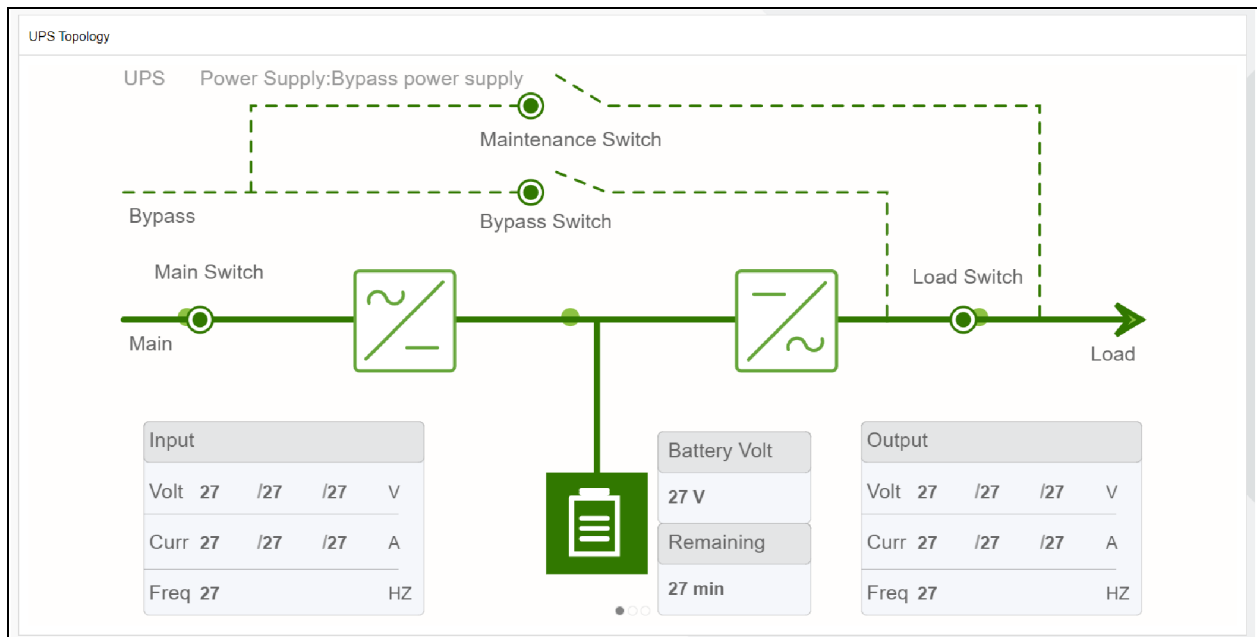 UPS Topology
UPS Power Supply:Bypass power supply
Maintenance Switch
Bypass
Bypass Switch
Main Switch
Load Switch
Main
Load
Input
Volt 27 /27 /27 V
Curr 27 /27 /27 A
Freq 27 HZ
Battery Volt
27 V
Remaining
27 min
Output
Volt 27 /27 /27 V
Curr 27 /27 /27 A
Freq 27 HZ